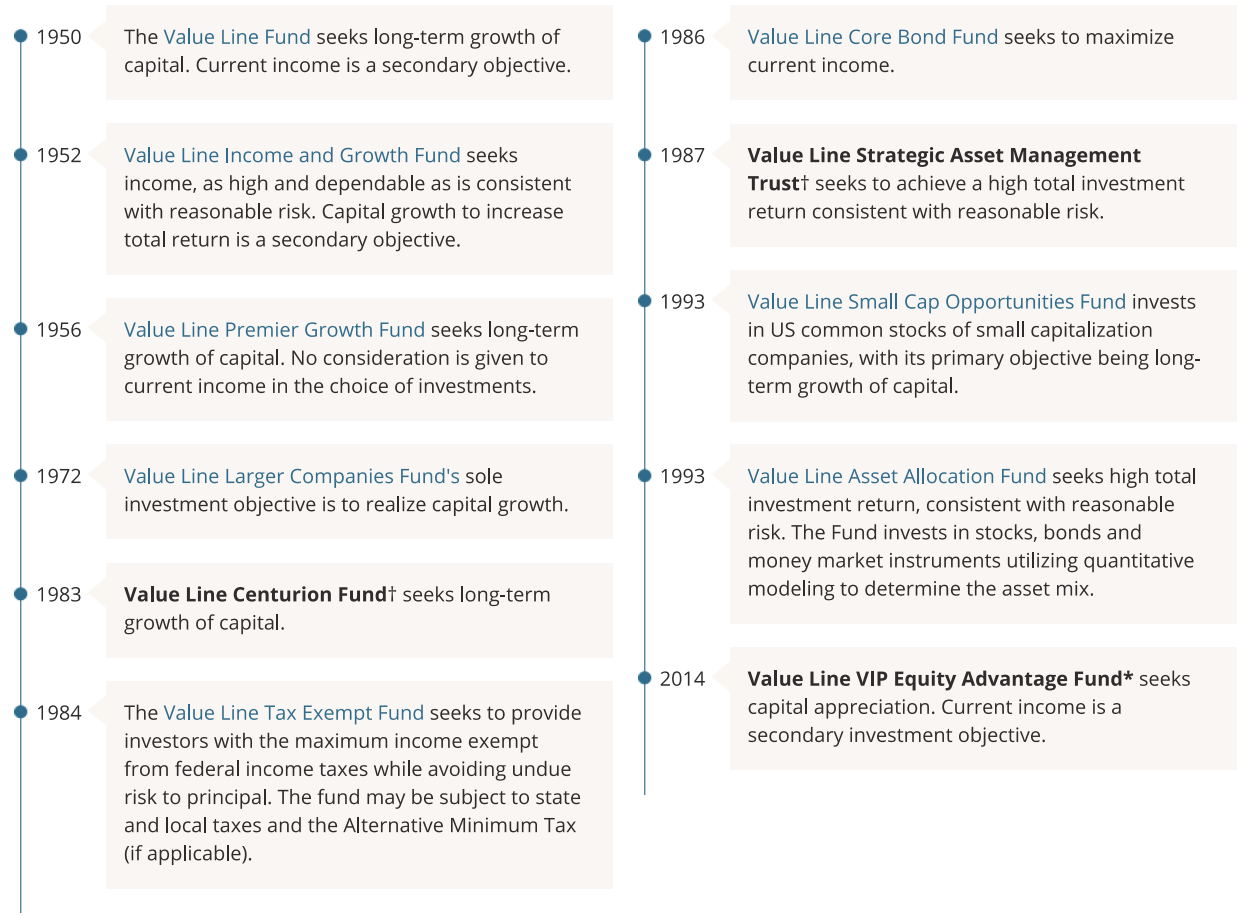 1950
The Value Line Fund seeks long-term growth of
capital. Current income is a secondary objective.
1952
Value Line Income and Growth Fund seeks
income, as high and dependable as is consistent
with reasonable risk. Capital growth to increase
total return is a secondary objective.
1956
Value Line Premier Growth Fund seeks long-term
growth of capital. No consideration is given to
current income in the choice of investments.
1972
Value Line Larger Companies Fund's sole
investment objective is to realize capital growth.
1983
Value Line Centurion Fund† seeks long-term
growth of capital.
1984
The Value Line Tax Exempt Fund seeks to provide
investors with the maximum income exempt
from federal income taxes while avoiding undue
risk to principal. The fund may be subject to state
and local taxes and the Alternative Minimum Tax
(if applicable).
1986
Value Line Core Bond Fund seeks to maximize
current income.
1987
Value Line Strategic Asset Management
Trust† seeks to achieve a high total investment
return consistent with reasonable risk.
1993
Value Line Small Cap Opportunities Fund invests
in US common stocks of small capitalization
companies, with its primary objective being long-
term growth of capital.
1993
Value Line Asset Allocation Fund seeks high total
investment return, consistent with reasonable
risk. The Fund invests in stocks, bonds and
money market instruments utilizing quantitative
modeling to determine the asset mix.
2014
Value Line VIP Equity Advantage Fund* seeks
capital appreciation. Current income is a
secondary investment objective.